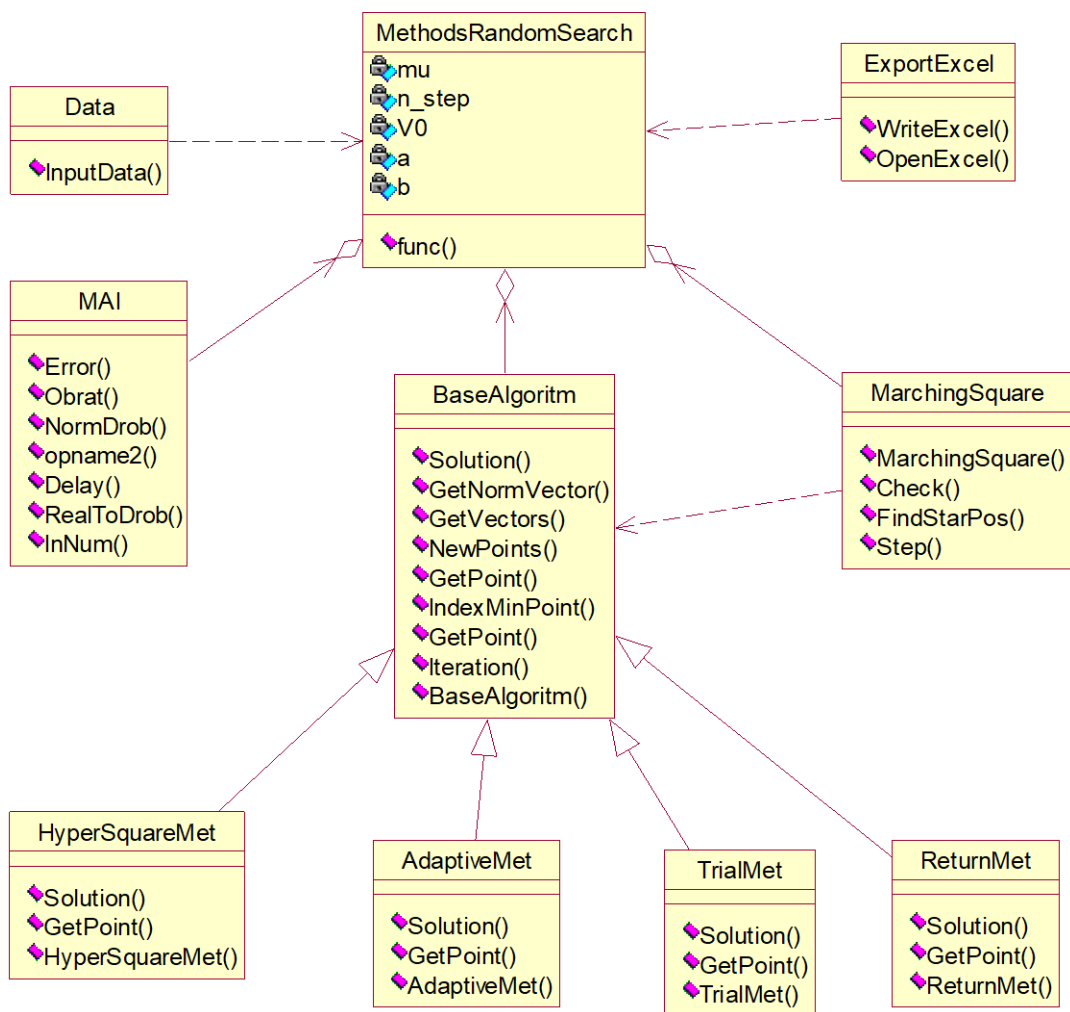 MethodsRandomSearch
mu
n_step
V0
a
b
func()
Data
InputData()
ExportExcel
WriteExcel()
OpenExcel()
MAI
Error()
Obrat()
NormDrob()
opname2()
Delay()
RealToDrob()
InNum()
BaseAlgoritm
Solution()
GetNormVector()
GetVectors()
NewPoints()
GetPoint()
IndexMinPoint()
GetPoint()
Iteration()
BaseAlgoritm()
MarchingSquare
MarchingSquare()
Check()
FindStarPos()
Step()
HyperSquareMet
Solution()
GetPoint()
HyperSquareMet()
AdaptiveMet
Solution()
GetPoint()
AdaptiveMet()
TrialMet
Solution()
GetPoint()
TrialMet()
ReturnMet
Solution()
GetPoint()
ReturnMet()